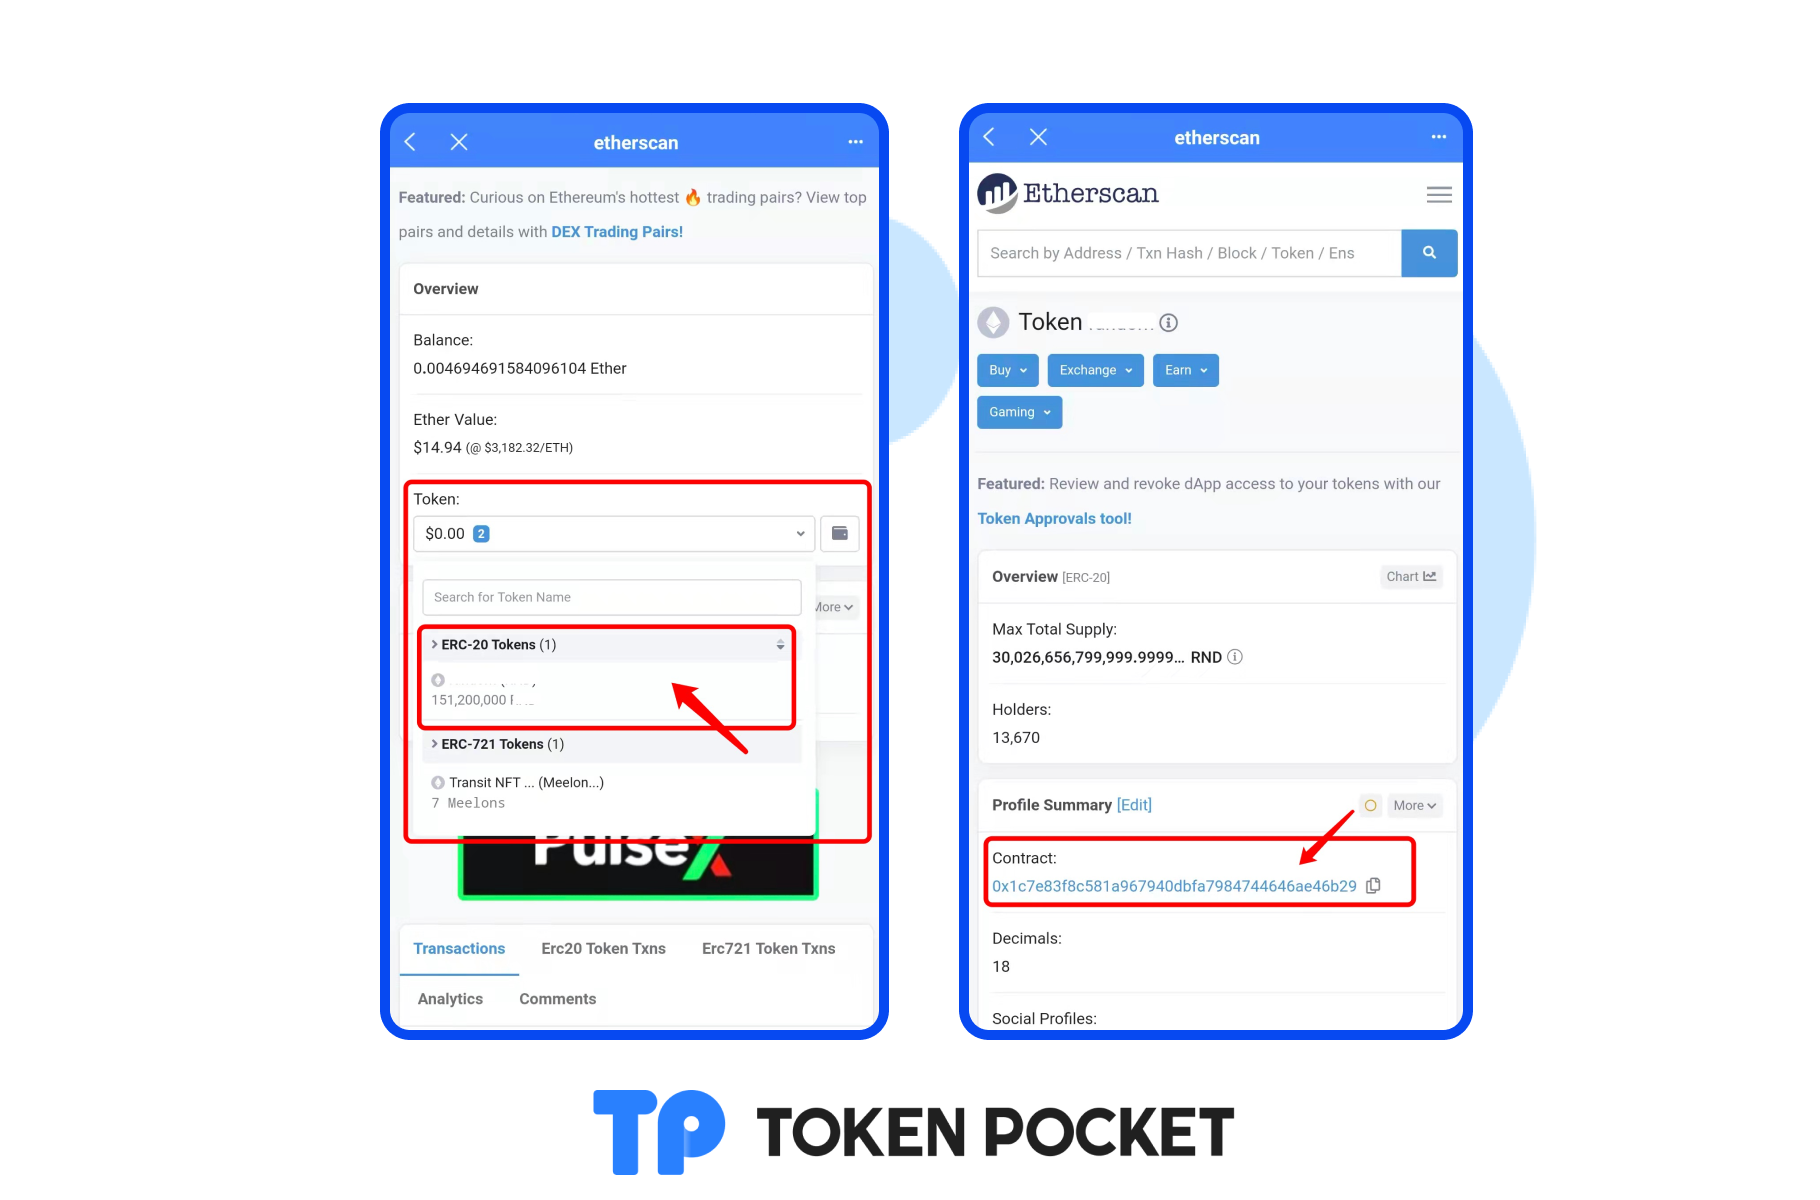 etherscan
Featured: Curious on Ethereum's hottest 🔥 trading pairs? View top
pairs and details with DEX Trading Pairs!
Overview
Balance:
0.004694691584096104 Ether
Ether Value:
$14.94 (@ $3,182.32/ETH)
Token:
$0.00 2
Search for Token Name
More
ERC-20 Tokens (1)
151,200,000
ERC-721 Tokens (1)
Transit NFT ... (Meelon...)
7 Meelons
PulseX
Transactions Erc20 Token Txns Erc721 Token Txns
Analytics Comments
etherscan
Etherscan
Search by Address / Txn Hash / Block / Token / Ens
Token
Buy Exchange Earn
Gaming
Featured: Review and revoke dApp access to your tokens with our
Token Approvals tool!
Overview [ERC-20] Chart
Max Total Supply:
30,026,656,799,999.9999... RND
Holders:
13,670
Profile Summary [Edit] More
Contract:
0x1c7e83f8c581a967940dbfa7984744646ae46b29
Decimals:
18
Social Profiles:
TP TOKEN POCKET